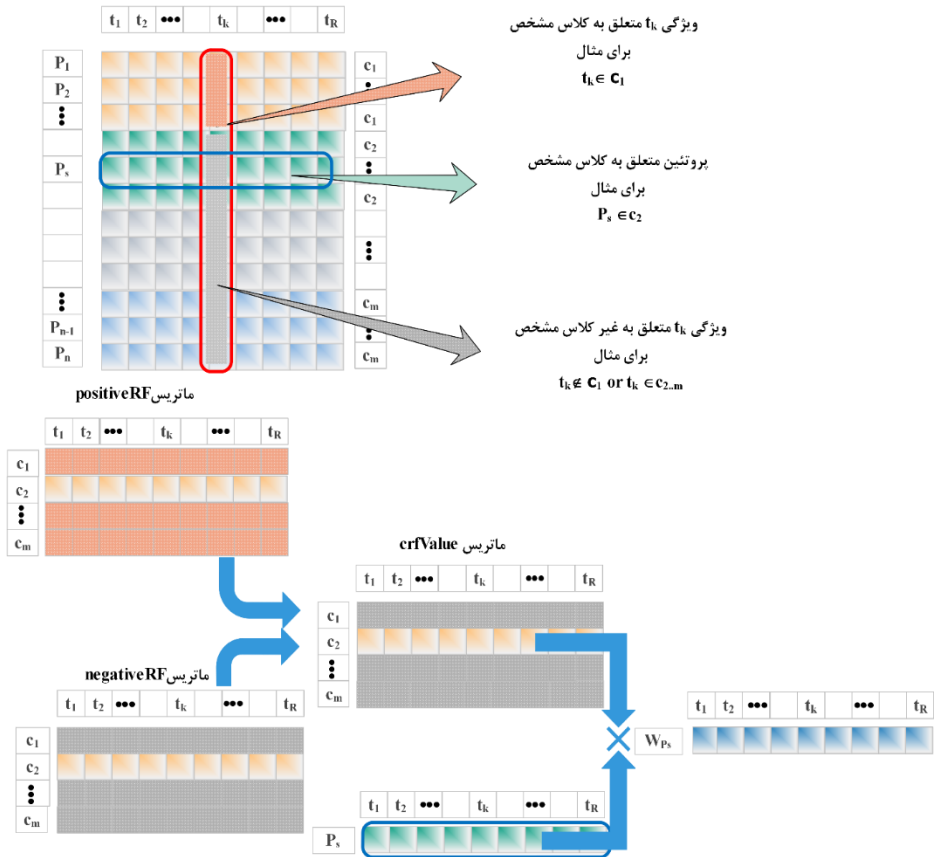 t1 t2 ••• tk ••• tR
P1 c1
P2 •••
••• c1
c2
Ps •••
c2
•••
••• cm
Pn-1 •••
Pn cm
ویژگی tk متعلق به کلاس مشخص
برای مثال
tk ∈ c1
پروتئین متعلق به کلاس مشخص
برای مثال
Ps ∈ c2
ویژگی tk متعلق به غیر کلاس مشخص
برای مثال
tk ∉ c1 or tk ∈ c2..m
ماتریس positiveRF
t1 t2 ••• tk ••• tR
c1
c2
•••
cm
ماتریس crfValue
t1 t2 ••• tk ••• tR
c1
c2
•••
cm
ماتریس negativeRF
t1 t2 ••• tk ••• tR
c1
c2
•••
cm
t1 t2 ••• tk ••• tR
WPs
t1 t2 ••• tk ••• tR
Ps